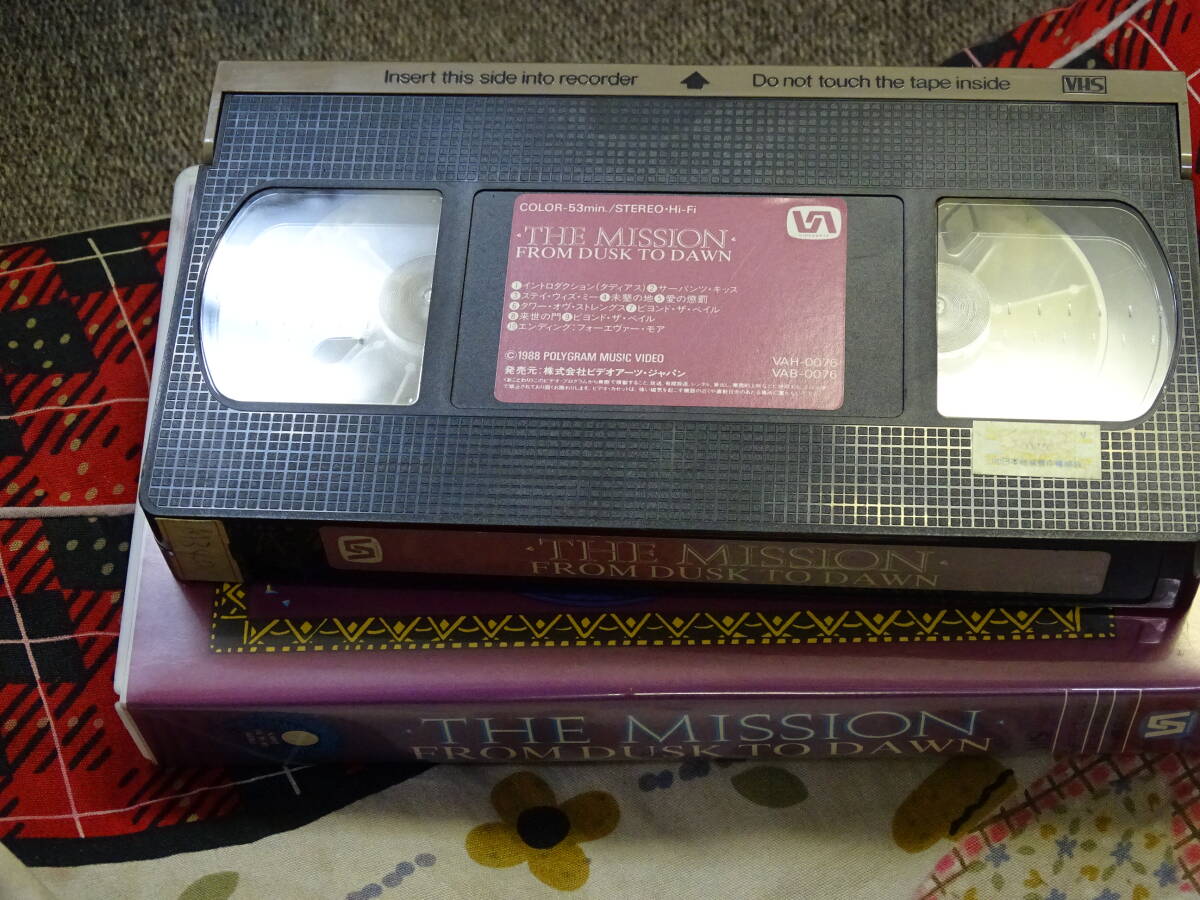 Insert this side into recorder
Do not touch the tape inside
VHS
COLOR-53min./STEREO・Hi-Fi
・THE MISSION・
FROM DUSK TO DAWN
①イントロダクション(タディアス)②サーパンツ・キッス
③ステイ・ウィズ・ミー④未墾の地⑤愛の懲罰
⑥タワー・オヴ・ストレングス⑦ビヨンド・ザ・ペイル
⑧来世の門⑨ビヨンド・ザ・ペイル
⑩エンディング:フォーエヴァー・モア
©1988 POLYGRAM MUSIC VIDEO
VAH-0076
発売元:株式会社ビデオアーツ・ジャパン
VAB-0076
・THE MISSION・
FROM DUSK TO DAWN
・THE MISSION・
FROM DUSK TO DAWN